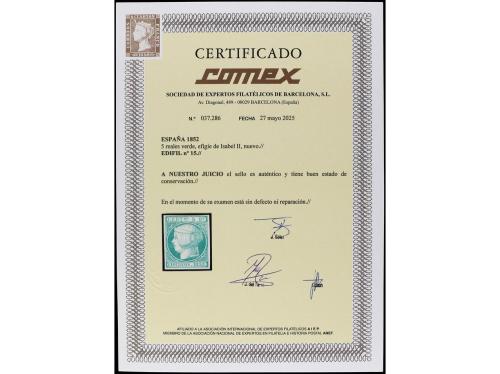 CERTIFICADO
comex
SOCIEDAD DE EXPERTOS FILATÉLICOS DE BARCELONA, S.L.
Av. Diagonal, 489 - 08029 BARCELONA (España)
N.º 037.286 FECHA 27 mayo 2025
ESPAÑA 1852
5 reales verde, efigie de Isabel II, nuevo.//
EDIFIL nº 15.//
A NUESTRO JUICIO el sello es auténtico y tiene buen estado de
conservación.//
En el momento de su examen está sin defecto ni reparación.//
AFILIADO A LA ASOCIACIÓN INTERNACIONAL DE EXPERTOS FILATÉLICOS A I E P
MIEMBRO DE LA ASOCIACIÓN NACIONAL DE EXPERTOS EN FILATELIA E HISTORIA POSTAL ANEF.